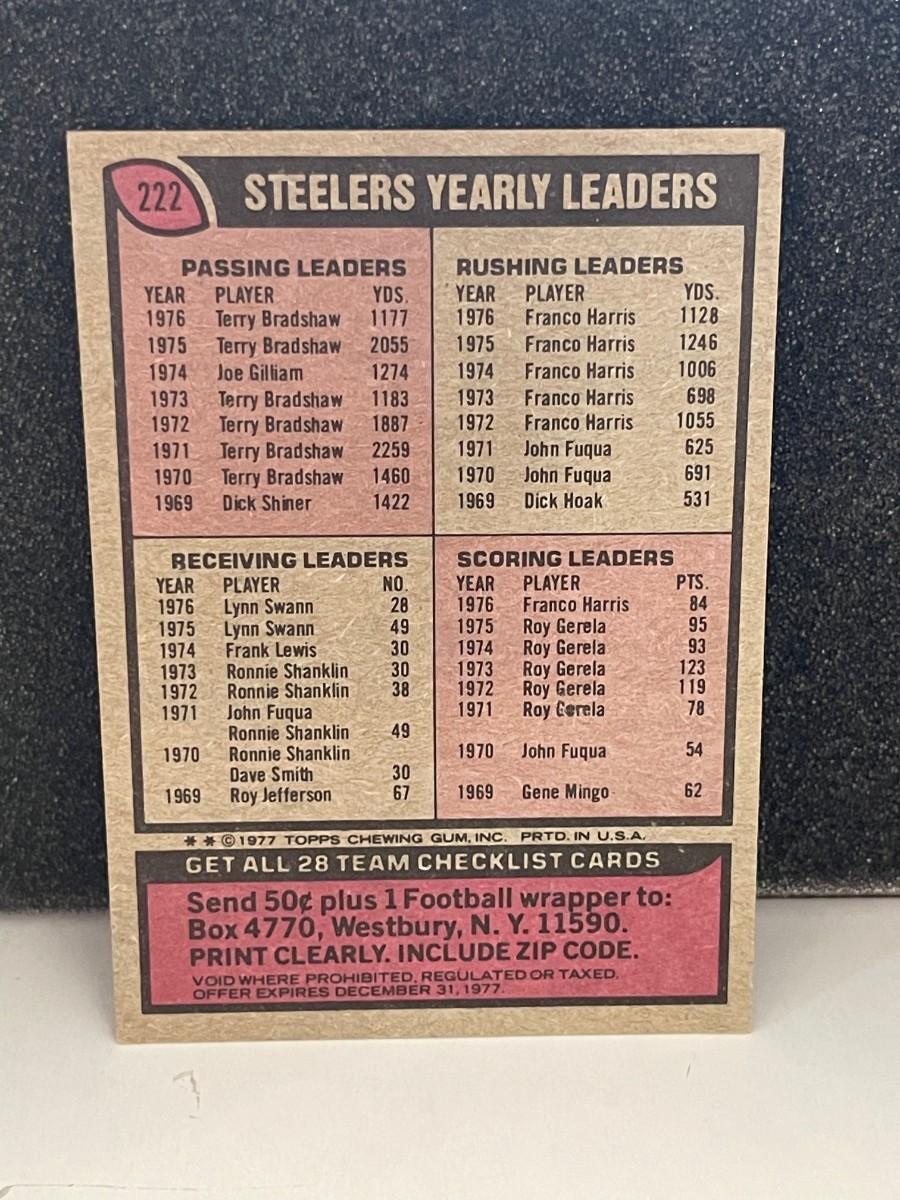 222
STEELERS YEARLY LEADERS
PASSING LEADERS
YEAR PLAYER YDS.
1976 Terry Bradshaw 1177
1975 Terry Bradshaw 2055
1974 Joe Gilliam 1274
1973 Terry Bradshaw 1183
1972 Terry Bradshaw 1887
1971 Terry Bradshaw 2259
1970 Terry Bradshaw 1460
1969 Dick Shiner 1422
RUSHING LEADERS
YEAR PLAYER YDS.
1976 Franco Harris 1128
1975 Franco Harris 1246
1974 Franco Harris 1006
1973 Franco Harris 698
1972 Franco Harris 1055
1971 John Fuqua 625
1970 John Fuqua 691
1969 Dick Hoak 531
RECEIVING LEADERS
YEAR PLAYER NO.
1976 Lynn Swann 28
1975 Lynn Swann 49
1974 Frank Lewis 30
1973 Ronnie Shanklin 30
1972 Ronnie Shanklin 38
1971 John Fuqua
Ronnie Shanklin 49
1970 Ronnie Shanklin
Dave Smith 30
1969 Roy Jefferson 67
SCORING LEADERS
YEAR PLAYER PTS.
1976 Franco Harris 84
1975 Roy Gerela 95
1974 Roy Gerela 93
1973 Roy Gerela 123
1972 Roy Gerela 119
1971 Roy Gerela 78
1970 John Fuqua 54
1969 Gene Mingo 62
* * © 1977 TOPPS CHEWING GUM, INC. PRTD. IN U.S.A.
GET ALL 28 TEAM CHECKLIST CARDS
Send 50¢ plus 1 Football wrapper to:
Box 4770, Westbury, N. Y. 11590.
PRINT CLEARLY. INCLUDE ZIP CODE.
VOID WHERE PROHIBITED, REGULATED OR TAXED.
OFFER EXPIRES DECEMBER 31, 1977.